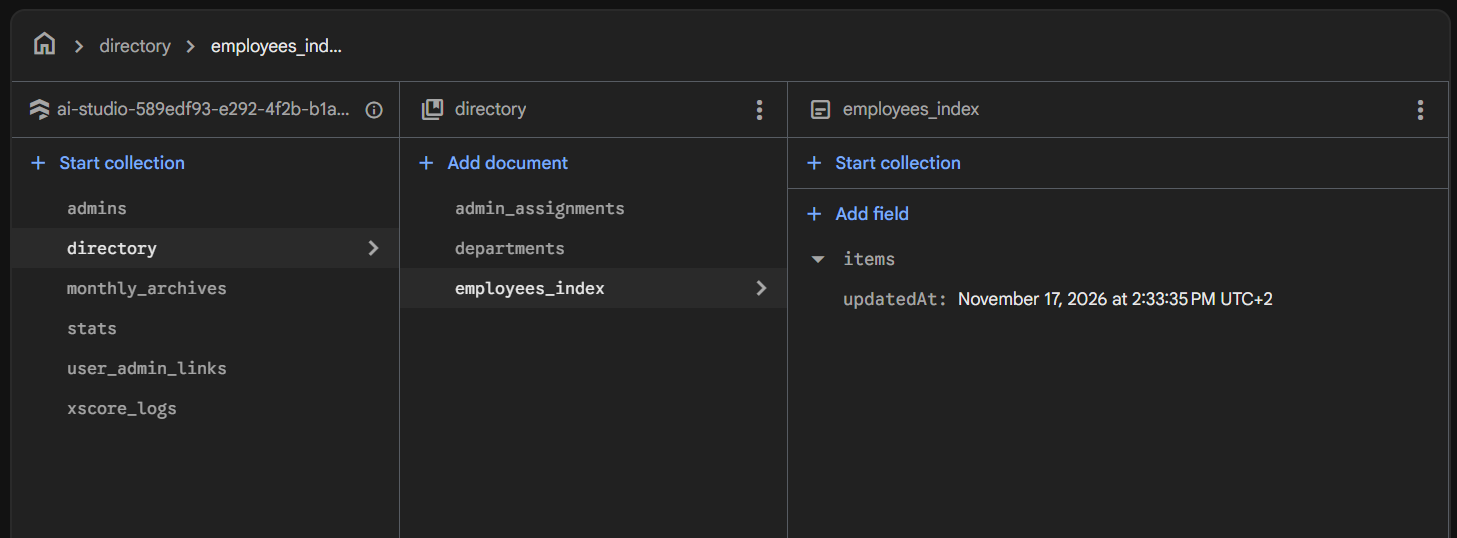 directory
employees_ind...
ai-studio-589edf93-e292-4f2b-b1a...
Start collection
admins
directory
monthly_archives
stats
user_admin_links
xscore_logs
directory
Add document
admin_assignments
departments
employees_index
employees_index
Start collection
Add field
items
updatedAt: November 17, 2026 at 2:33:35 PM UTC+2